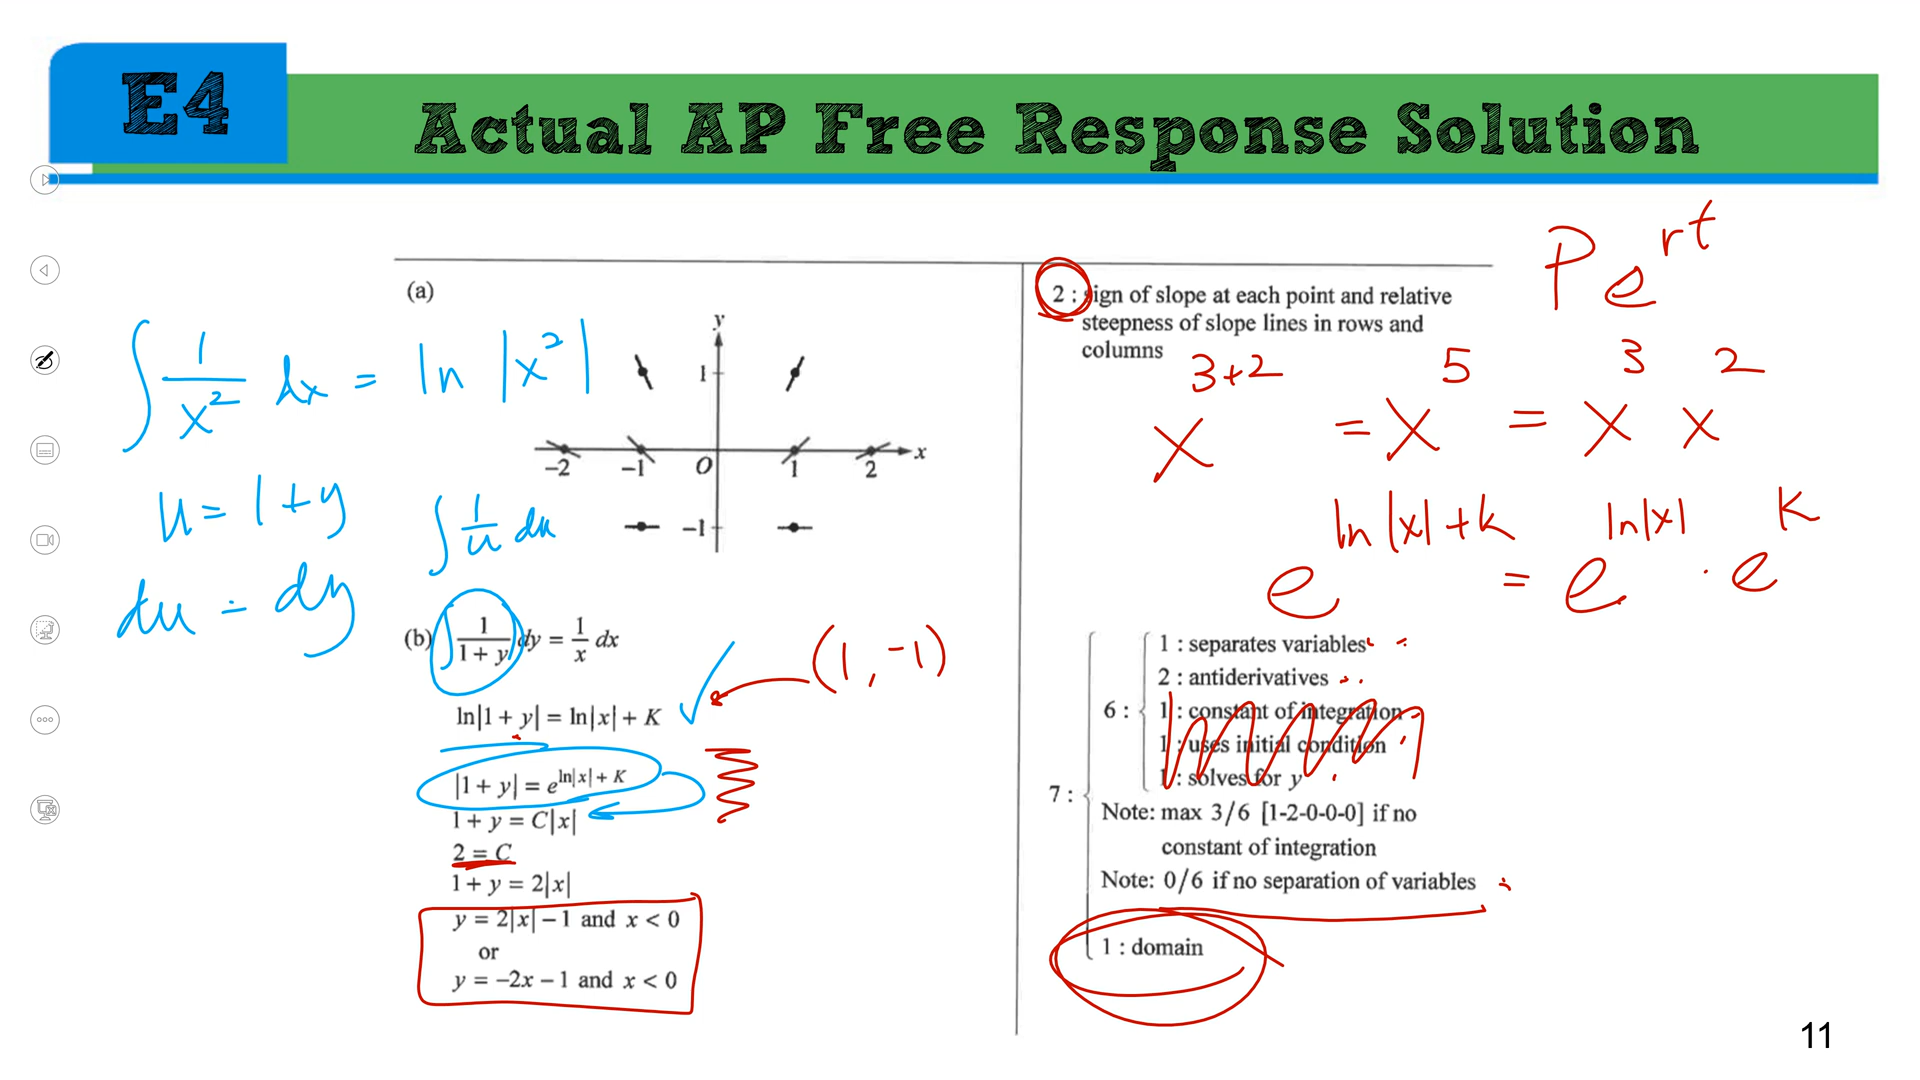 E4
Actual AP Free Response Solution
P e^{rt}
(a)
y
1
-2 -1 O 1 2 x
-1
2 : sign of slope at each point and relative
steepness of slope lines in rows and
columns
∫ 1/x² dx = ln |x²|
u = 1 + y
∫ 1/u du
du = dy
x^{3+2} = x^5 = x^3 x^2
e^{ln|x|+k} = e^{ln|x|} · e^{K}
(b) ∫ 1/(1 + y) dy = 1/x dx
(1, -1)
ln|1 + y| = ln|x| + K
|1 + y| = e^{ln|x| + K}
1 + y = C|x|
2 = C
1 + y = 2|x|
y = 2|x| − 1 and x < 0
or
y = −2x − 1 and x < 0
7 :
6 :
1 : separates variables
2 : antiderivatives
1 : constant of integration
1 : uses initial condition
1 : solves for y
Note: max 3/6 [1-2-0-0-0] if no
constant of integration
Note: 0/6 if no separation of variables
1 : domain
11